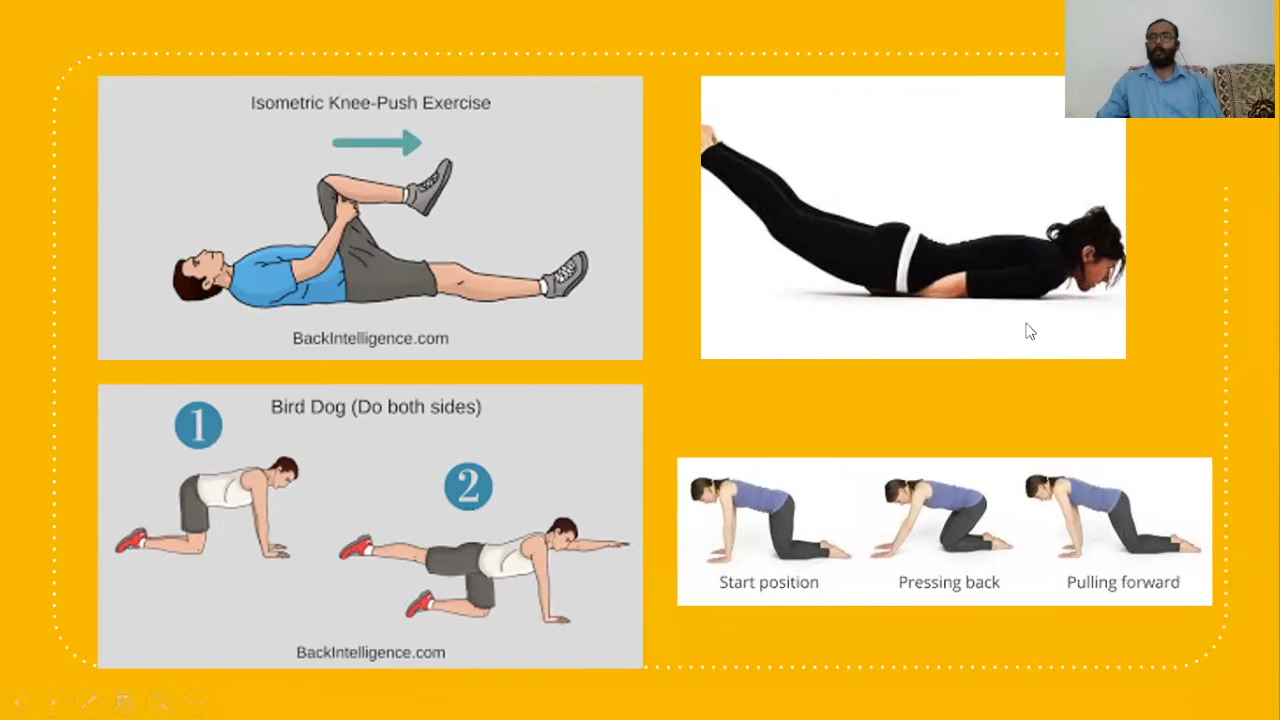 Isometric Knee-Push Exercise
BackIntelligence.com
1
Bird Dog (Do both sides)
2
BackIntelligence.com
Start position
Pressing back
Pulling forward